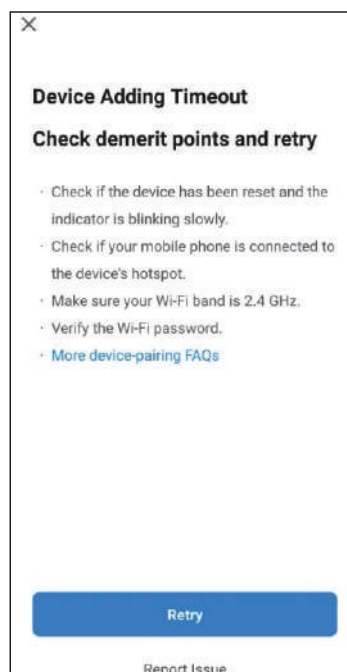 Device Adding Timeout
Check demerit points and retry
· Check if the device has been reset and the
indicator is blinking slowly.
· Check if your mobile phone is connected to
the device's hotspot.
· Make sure your Wi-Fi band is 2.4 GHz.
· Verify the Wi-Fi password.
· More device-pairing FAQs
Retry
Report Issue